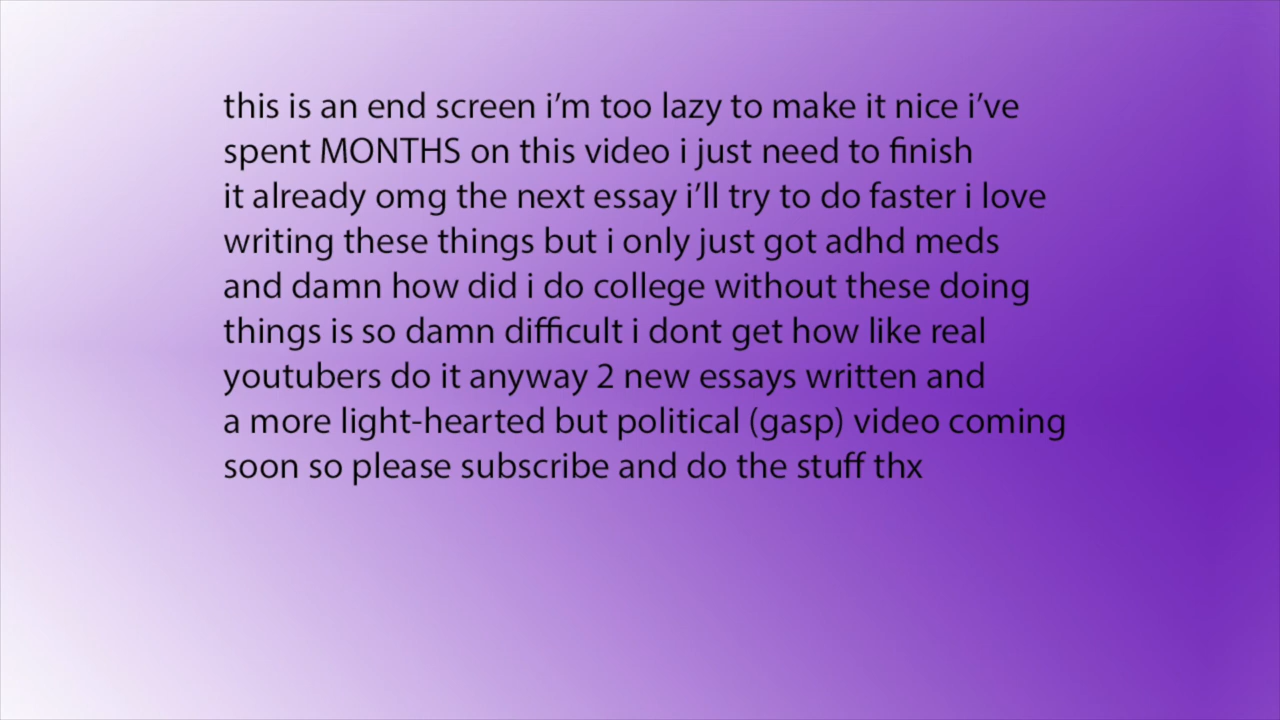 this is an end screen i’m too lazy to make it nice i’ve
spent MONTHS on this video i just need to finish
it already omg the next essay i’ll try to do faster i love
writing these things but i only just got adhd meds
and damn how did i do college without these doing
things is so damn difficult i dont get how like real
youtubers do it anyway 2 new essays written and
a more light-hearted but political (gasp) video coming
soon so please subscribe and do the stuff thx